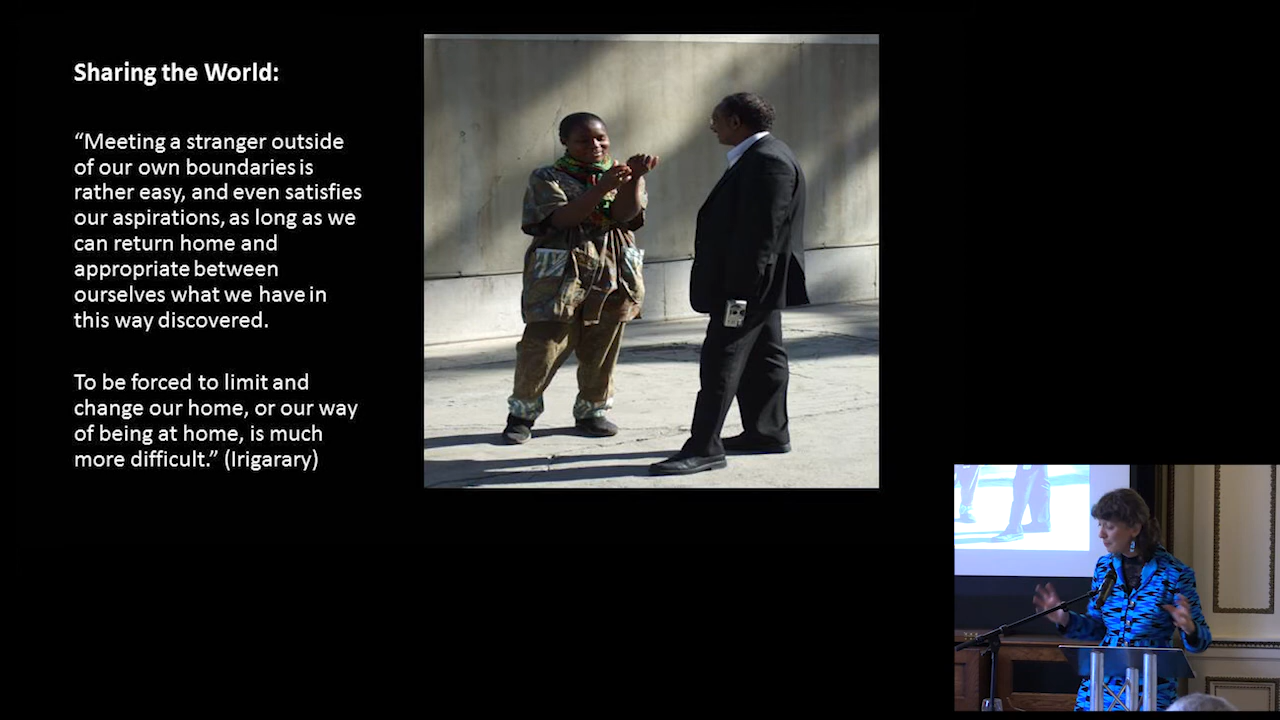 Sharing the World:
“Meeting a stranger outside
of our own boundaries is
rather easy, and even satisfies
our aspirations, as long as we
can return home and
appropriate between
ourselves what we have in
this way discovered.
To be forced to limit and
change our home, or our way
of being at home, is much
more difficult.” (Irigarary)